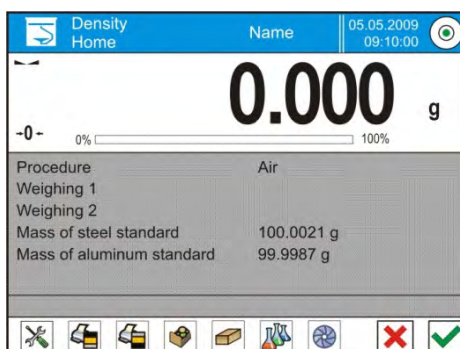 Density
Home
Name
05.05.2009
09:10:00
0.000 g
-0-
0% 100%
Procedure Air
Weighing 1
Weighing 2
Mass of steel standard 100.0021 g
Mass of aluminum standard 99.9987 g